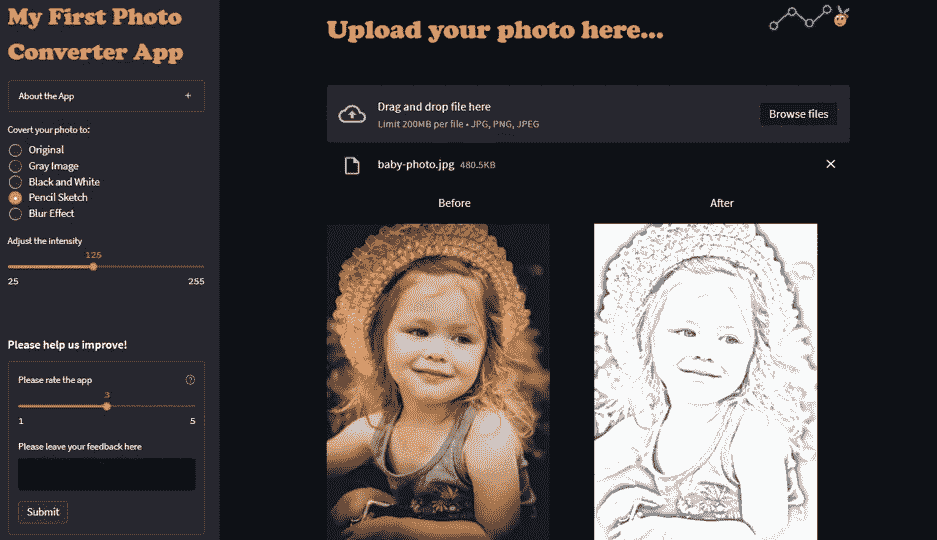 My First Photo
Converter App
About the App +
Covert your photo to:
Original
Gray Image
Black and White
Pencil Sketch
Blur Effect
Adjust the intensity
125
25 255
Please help us improve!
Please rate the app
3
1 5
Please leave your feedback here
Submit
Upload your photo here...
Drag and drop file here
Limit 200MB per file • JPG, PNG, JPEG
Browse files
baby-photo.jpg 480.5KB
Before After